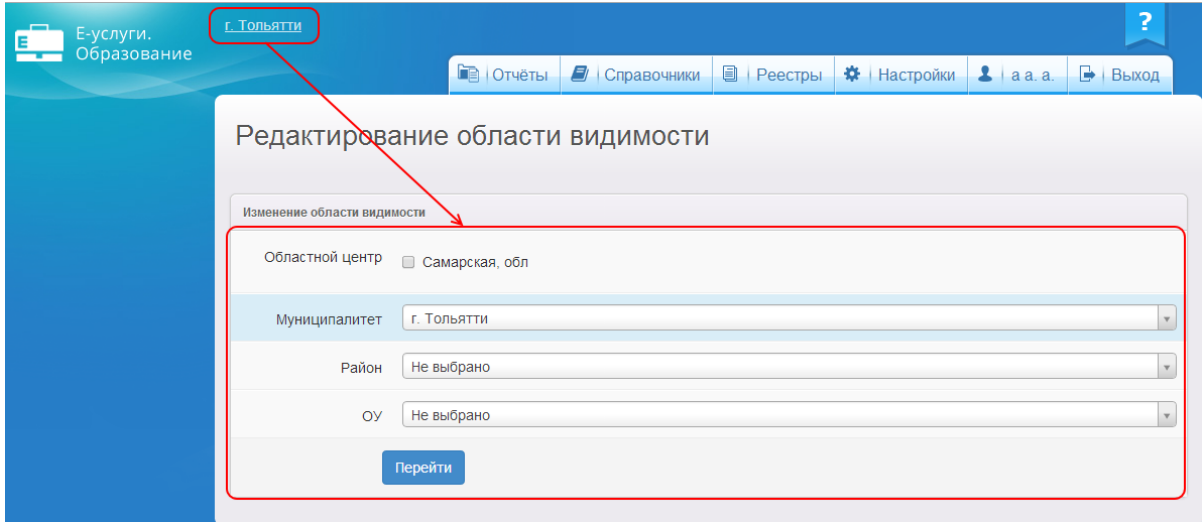 Е-услуги.
Образование
г. Тольятти
?
Отчёты Справочники Реестры Настройки а а. а. Выход
Редактирование области видимости
Изменение области видимости
Областной центр Самарская, обл
Муниципалитет г. Тольятти
Район Не выбрано
ОУ Не выбрано
Перейти